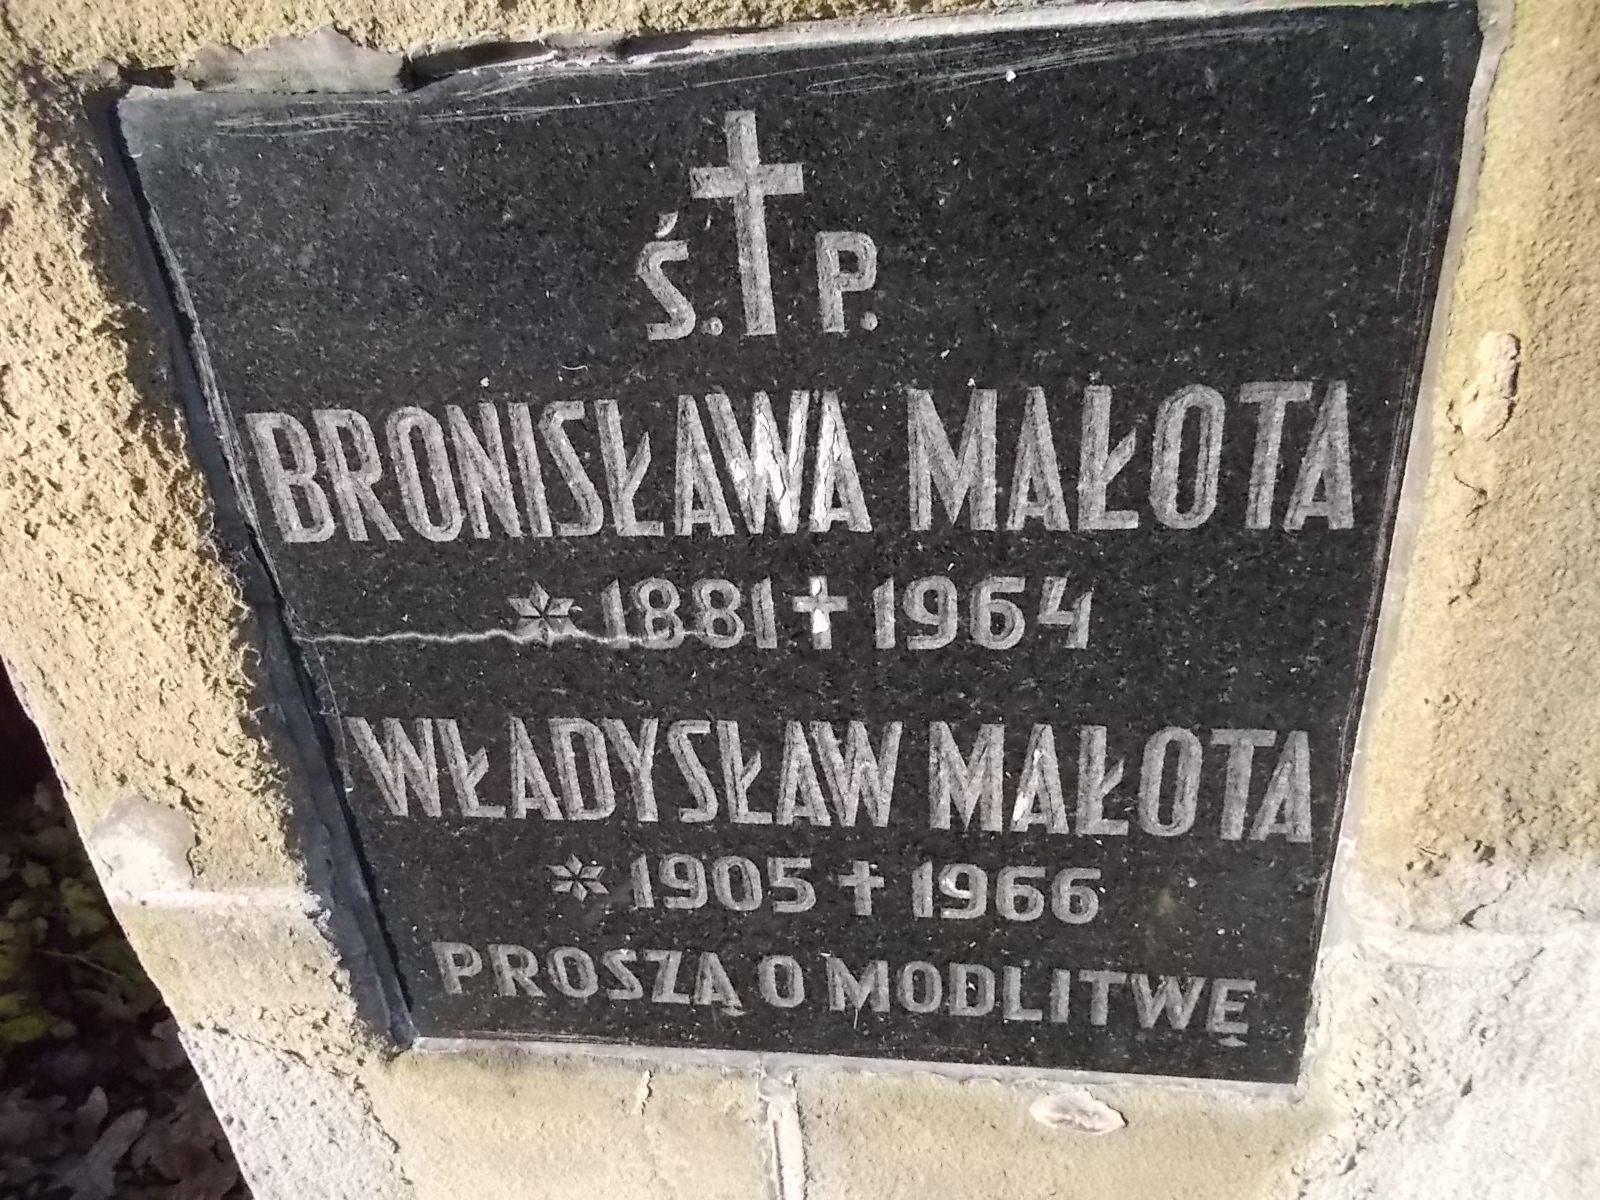 Ś.✝P.
BRONISŁAWA MAŁOTA
* 1881 ✝ 1964
WŁADYSŁAW MAŁOTA
* 1905 ✝ 1966
PROSZĄ O MODLITWĘ